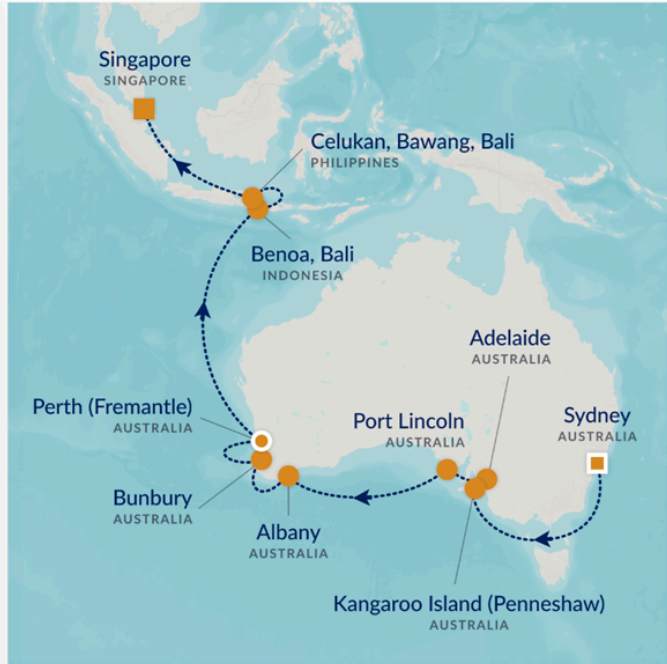 Singapore
SINGAPORE
Celukan, Bawang, Bali
PHILIPPINES
Benoa, Bali
INDONESIA
Adelaide
AUSTRALIA
Perth (Fremantle)
AUSTRALIA
Port Lincoln
AUSTRALIA
Sydney
AUSTRALIA
Bunbury
AUSTRALIA
Albany
AUSTRALIA
Kangaroo Island (Penneshaw)
AUSTRALIA